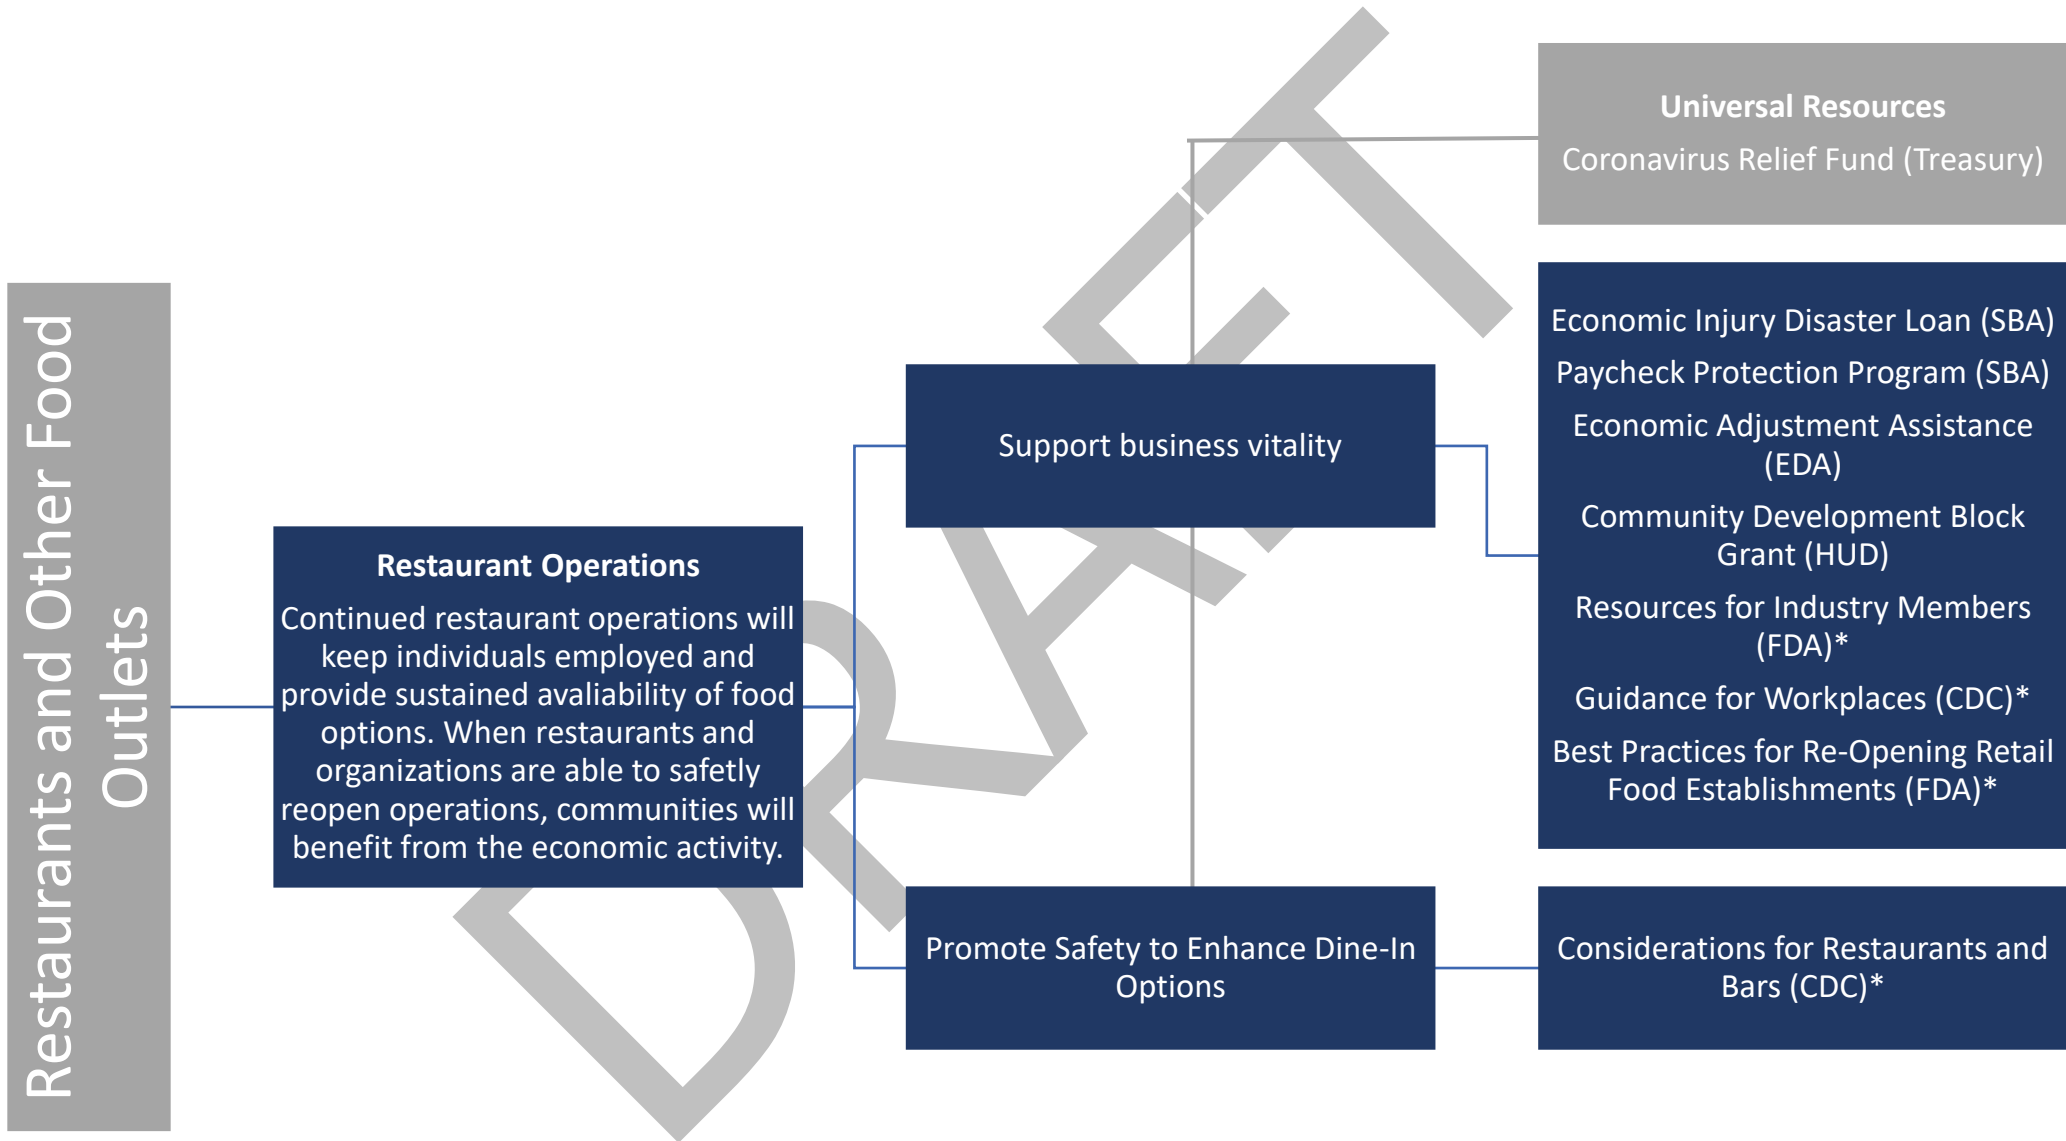 Restaurants and Other Food
Outlets
Restaurant Operations
Continued restaurant operations will
keep individuals employed and
provide sustained avaliability of food
options. When restaurants and
organizations are able to safetly
reopen operations, communities will
benefit from the economic activity.
Support business vitality
Promote Safety to Enhance Dine-In
Options
Universal Resources
Coronavirus Relief Fund (Treasury)
Economic Injury Disaster Loan (SBA)
Paycheck Protection Program (SBA)
Economic Adjustment Assistance
(EDA)
Community Development Block
Grant (HUD)
Resources for Industry Members
(FDA)*
Guidance for Workplaces (CDC)*
Best Practices for Re-Opening Retail
Food Establishments (FDA)*
Considerations for Restaurants and
Bars (CDC)*
DRAFT